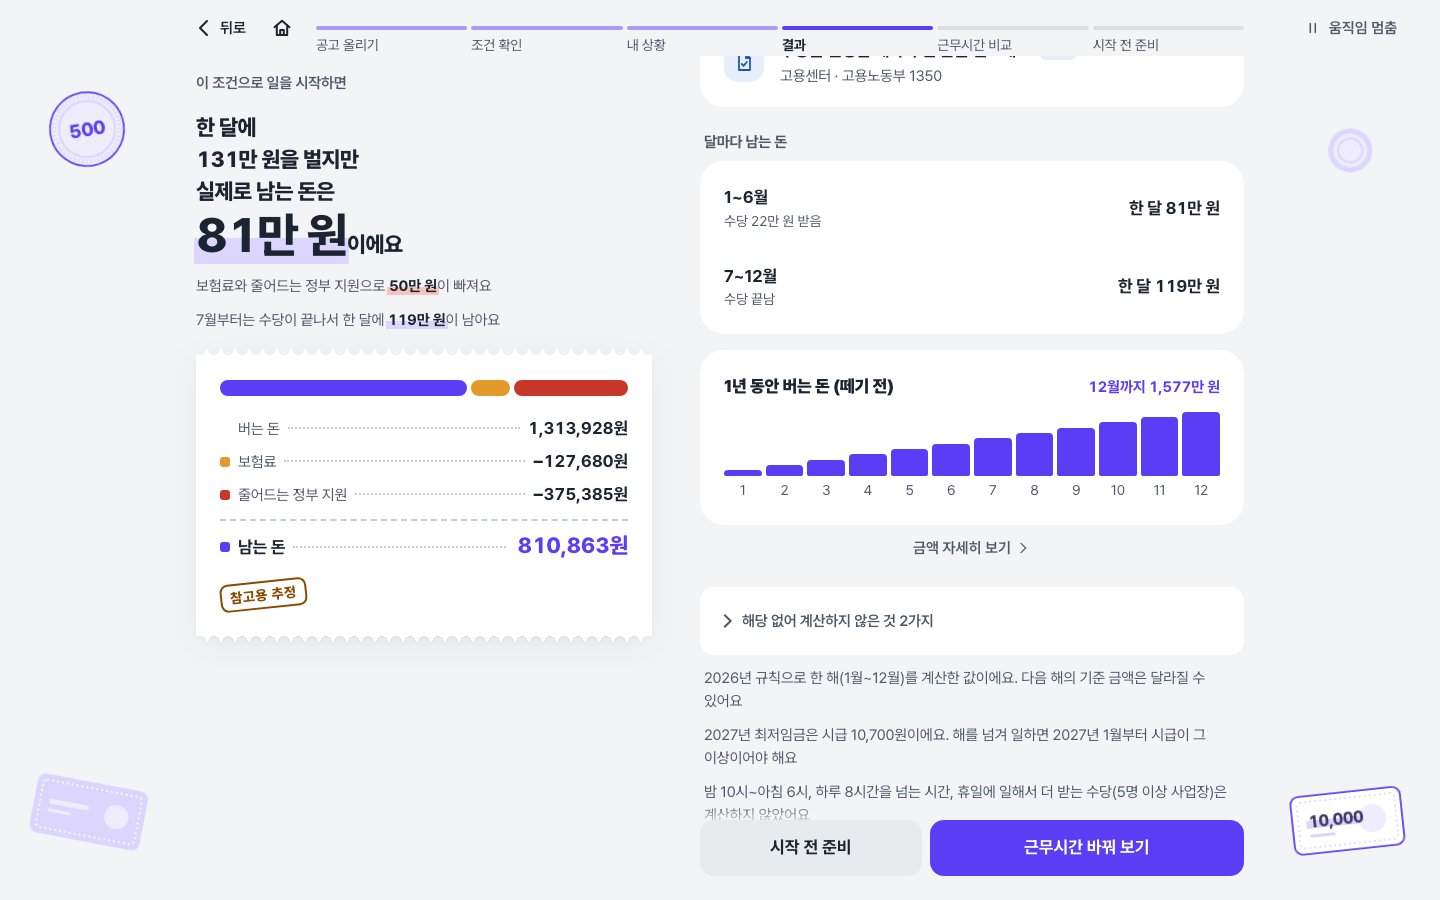 뒤로
공고 올리기
조건 확인
내 상황
결과
근무시간 비교
시작 전 준비
움직임 멈춤
이 조건으로 일을 시작하면
한 달에
131만 원을 벌지만
실제로 남는 돈은
81만 원이에요
보험료와 줄어드는 정부 지원으로 50만 원이 빠져요
7월부터는 수당이 끝나서 한 달에 119만 원이 남아요
버는 돈 1,313,928원
보험료 −127,680원
줄어드는 정부 지원 −375,385원
남는 돈 810,863원
참고용 추정
고용센터 · 고용노동부 1350
달마다 남는 돈
1~6월
수당 22만 원 받음
한 달 81만 원
7~12월
수당 끝남
한 달 119만 원
1년 동안 버는 돈 (떼기 전)
12월까지 1,577만 원
1 2 3 4 5 6 7 8 9 10 11 12
금액 자세히 보기
해당 없어 계산하지 않은 것 2가지
2026년 규칙으로 한 해(1월~12월)를 계산한 값이에요. 다음 해의 기준 금액은 달라질 수
있어요
2027년 최저임금은 시급 10,700원이에요. 해를 넘겨 일하면 2027년 1월부터 시급이 그
이상이어야 해요
밤 10시~아침 6시, 하루 8시간을 넘는 시간, 휴일에 일해서 더 받는 수당(5명 이상 사업장)은
계산하지 않았어요
시작 전 준비
근무시간 바꿔 보기
500
10,000